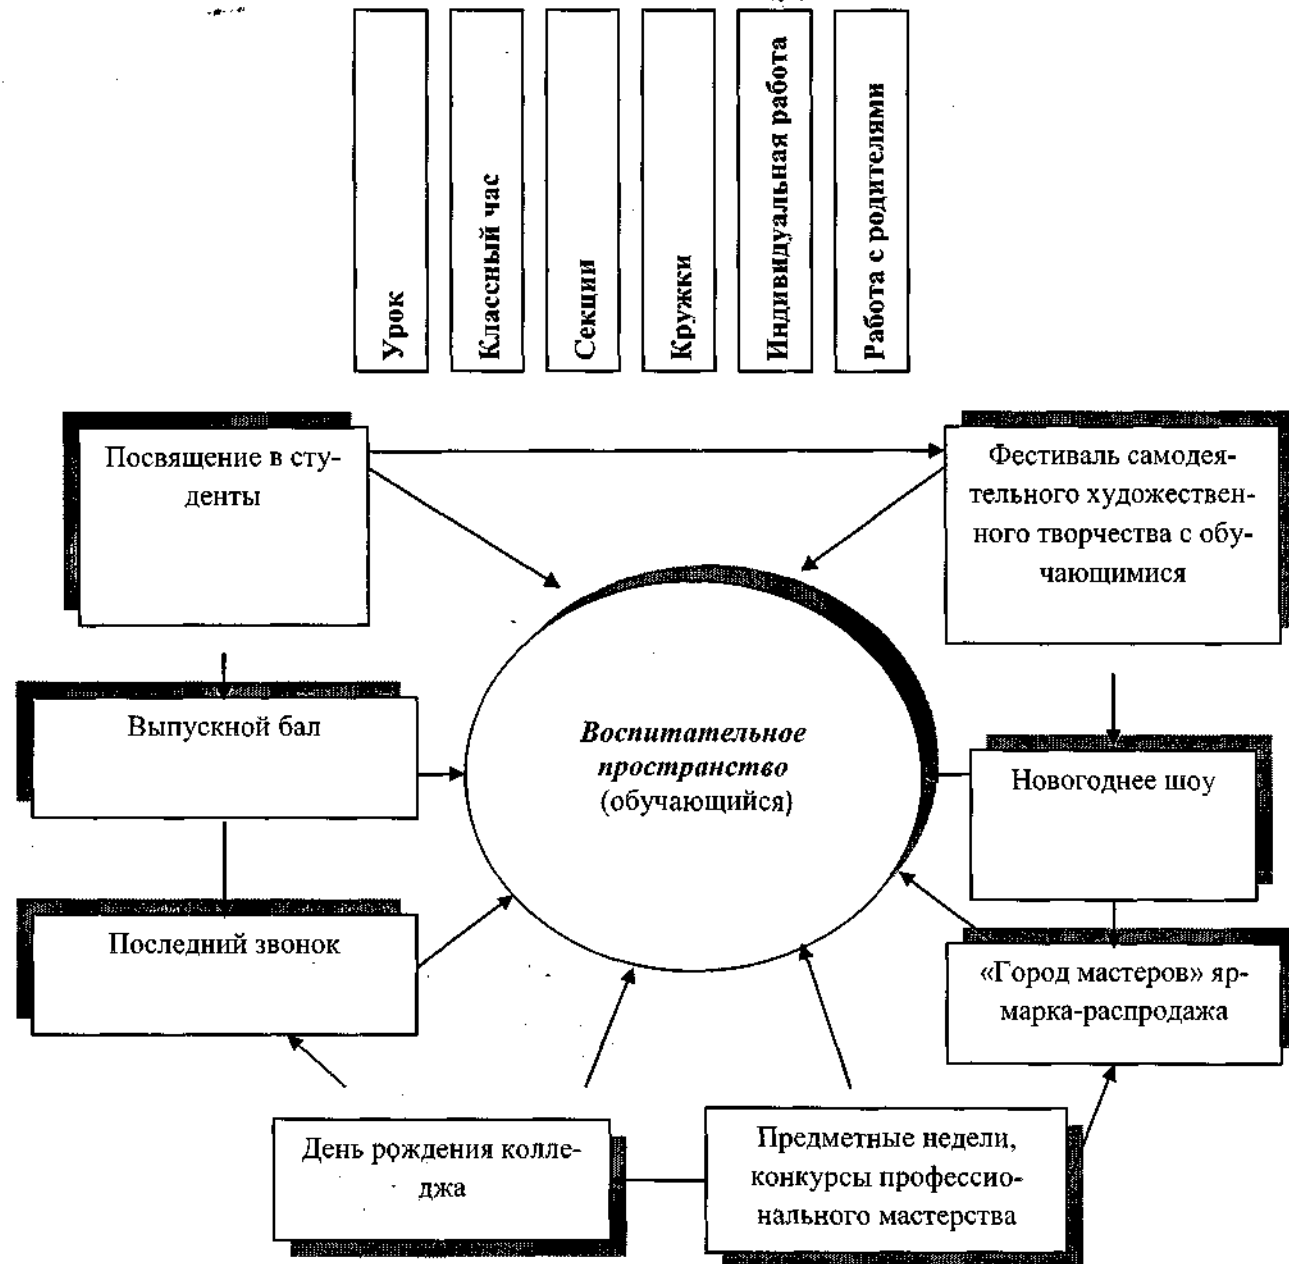 Урок
Классный час
Секции
Кружки
Индивидуальная работа
Работа с родителями
Посвящение в сту-
денты
Фестиваль самодея-
тельного художествен-
ного творчества с обу-
чающимися
Выпускной бал
Воспитательное
пространство
(обучающийся)
Новогоднее шоу
Последний звонок
«Город мастеров» яр-
марка-распродажа
День рождения колле-
джа
Предметные недели,
конкурсы профессио-
нального мастерства